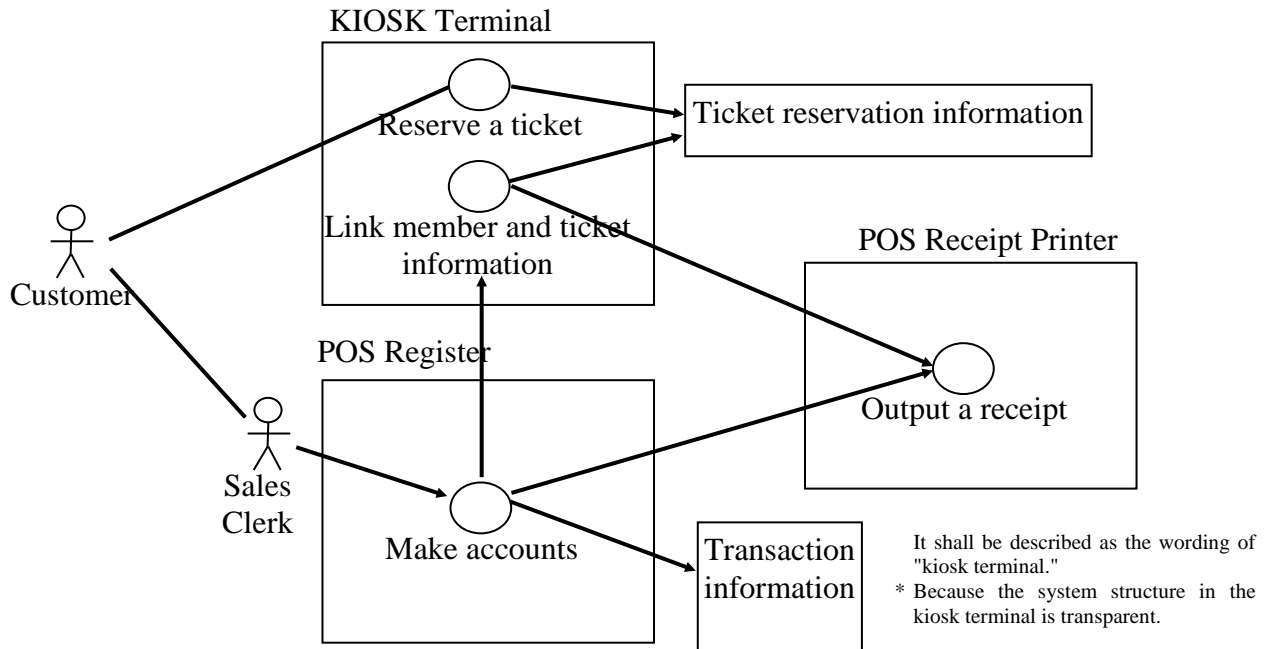 KIOSK Terminal
Reserve a ticket
Ticket reservation information
Link member and ticket
information
Customer
POS Receipt Printer
Output a receipt
POS Register
Sales
Clerk
Make accounts
Transaction
information
It shall be described as the wording of
"kiosk terminal."
* Because the system structure in the
kiosk terminal is transparent.